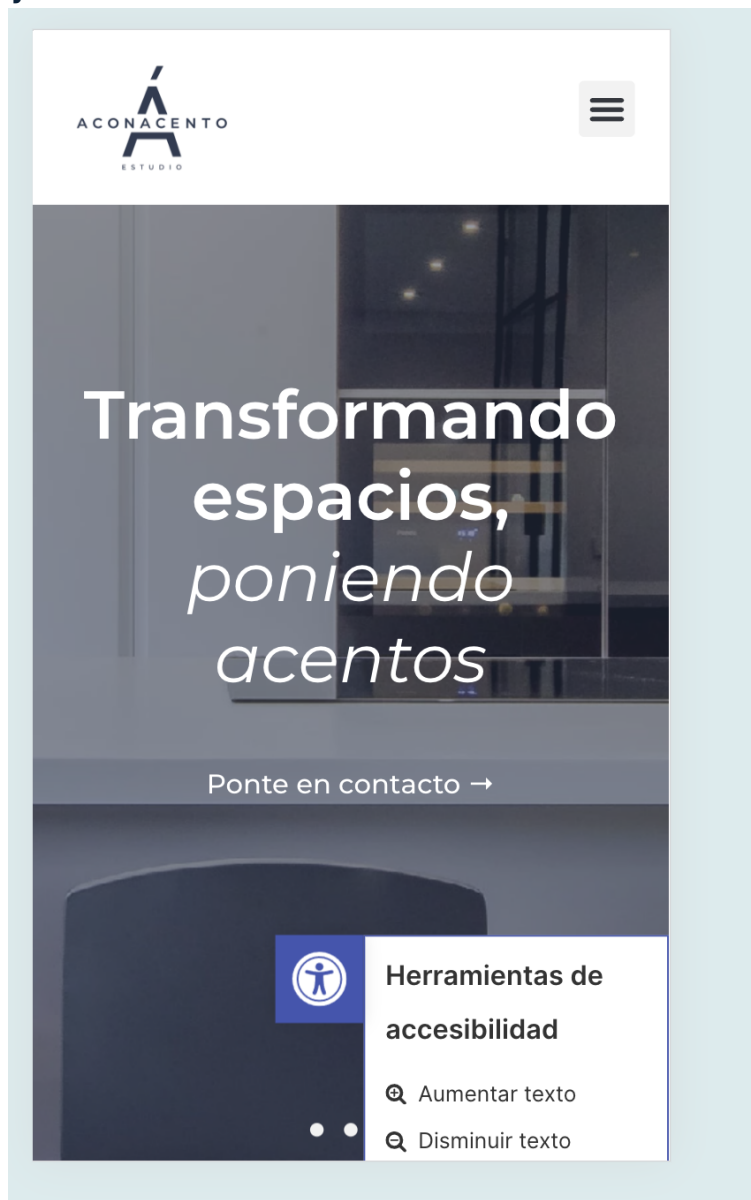 ACONACENTO
ESTUDIO
Transformando
espacios,
poniendo
acentos
Ponte en contacto →
Herramientas de
accesibilidad
Aumentar texto
Disminuir texto